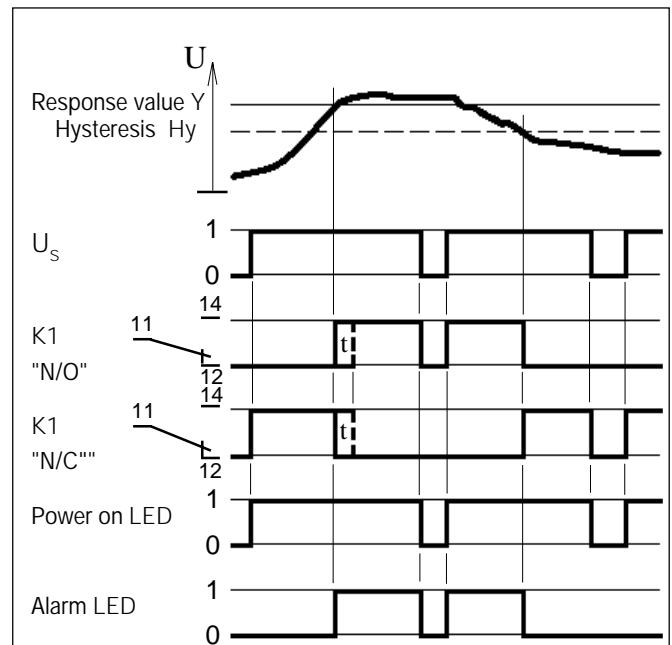 U
Response value Y
Hysteresis Hy
1
U_S
0
14
K1 11
t
"N/O"
12
14
K1 11
t
"N/C""
12
1
Power on LED
0
1
Alarm LED
0